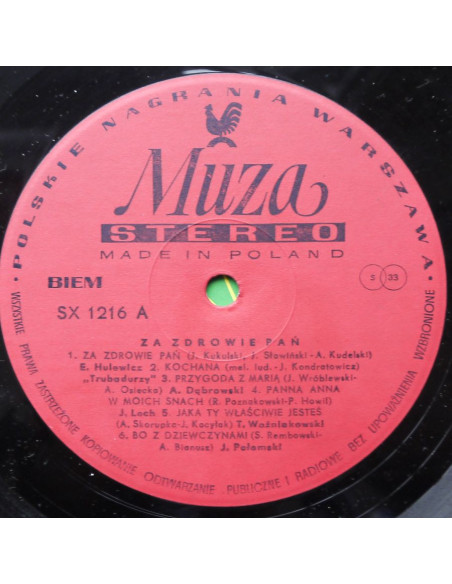 • POLSKIE NAGRANIA WARSZAWA •
Muza
STEREO
MADE IN POLAND
BIEM
S 33
SX 1216 A
ZA ZDROWIE PAŃ
1. ZA ZDROWIE PAŃ (J. Kukulski, J. Słowiński-A. Kudelski)
E. Hulewicz 2. KOCHANA (mel. lud.-J. Kondratowicz)
„Trubadurzy" 3. PRZYGODA Z MARIĄ (J. Wróblewski-
A. Osiecka) A. Dąbrowski 4. PANNA ANNA
W MOICH SNACH (R. Poznakowski-P. Howil)
J. Loch 5. JAKA TY WŁAŚCIWIE JESTEŚ
(A. Skorupka-J. Kacyłak) T. Woźniakowski
6. BO Z DZIEWCZYNAMI (S. Rembowski-
A. Bianusz) J. Połomski
WSZYSTKIE PRAWA ZASTRZEŻONE KOPIOWANIE ODTWARZANIE PUBLICZNE I RADIOWE BEZ UPOWAŻNIENIA WZBRONIONE